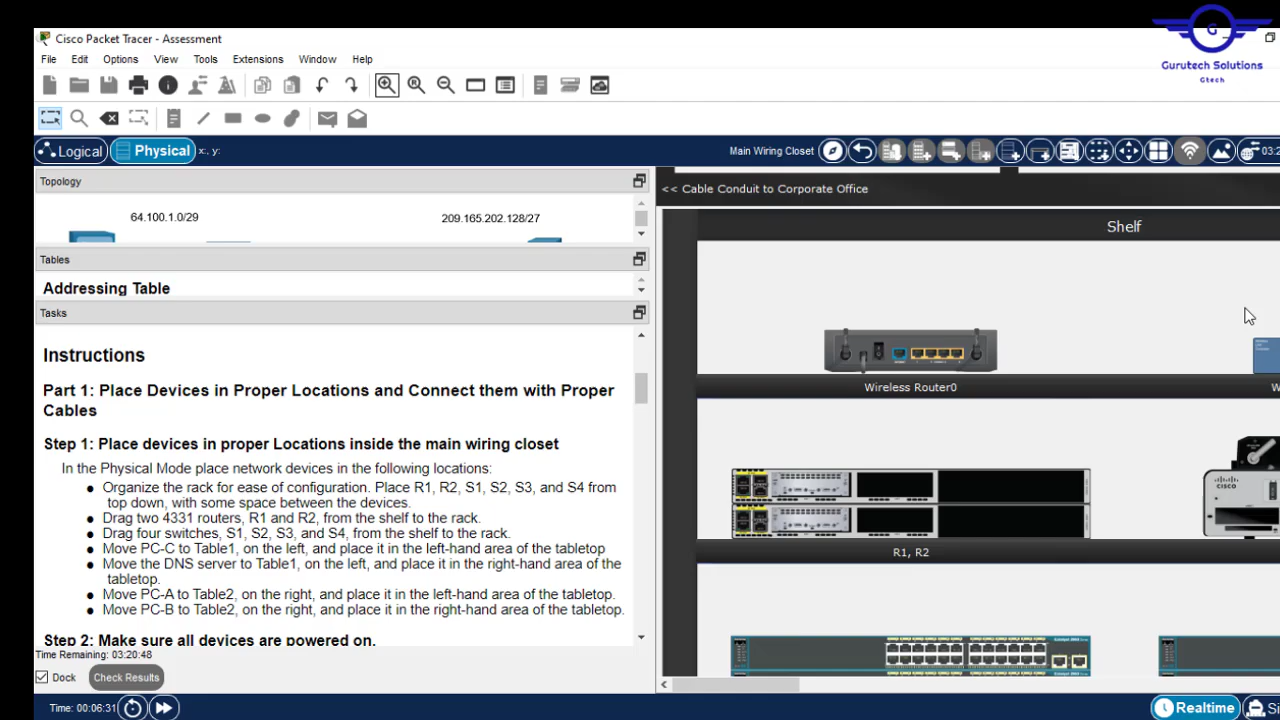 Cisco Packet Tracer - Assessment
G
Gurutech Solutions
Gtech
File Edit Options View Tools Extensions Window Help
Logical Physical x:, y: Main Wiring Closet 03:2
Topology
<< Cable Conduit to Corporate Office
64.100.1.0/29 209.165.202.128/27
Shelf
Tables
Addressing Table
Tasks
Instructions
Part 1: Place Devices in Proper Locations and Connect them with Proper
Cables
Step 1: Place devices in proper Locations inside the main wiring closet
In the Physical Mode place network devices in the following locations:
● Organize the rack for ease of configuration. Place R1, R2, S1, S2, S3, and S4 from
top down, with some space between the devices.
● Drag two 4331 routers, R1 and R2, from the shelf to the rack.
● Drag four switches, S1, S2, S3, and S4, from the shelf to the rack.
● Move PC-C to Table1, on the left, and place it in the left-hand area of the tabletop
● Move the DNS server to Table1, on the left, and place it in the right-hand area of the
tabletop.
● Move PC-A to Table2, on the right, and place it in the left-hand area of the tabletop.
● Move PC-B to Table2, on the right, and place it in the right-hand area of the tabletop.
Step 2: Make sure all devices are powered on.
Wireless Router0
W
CISCO
R1, R2
Time Remaining: 03:20:48
Dock Check Results
Time: 00:06:31
Realtime Si